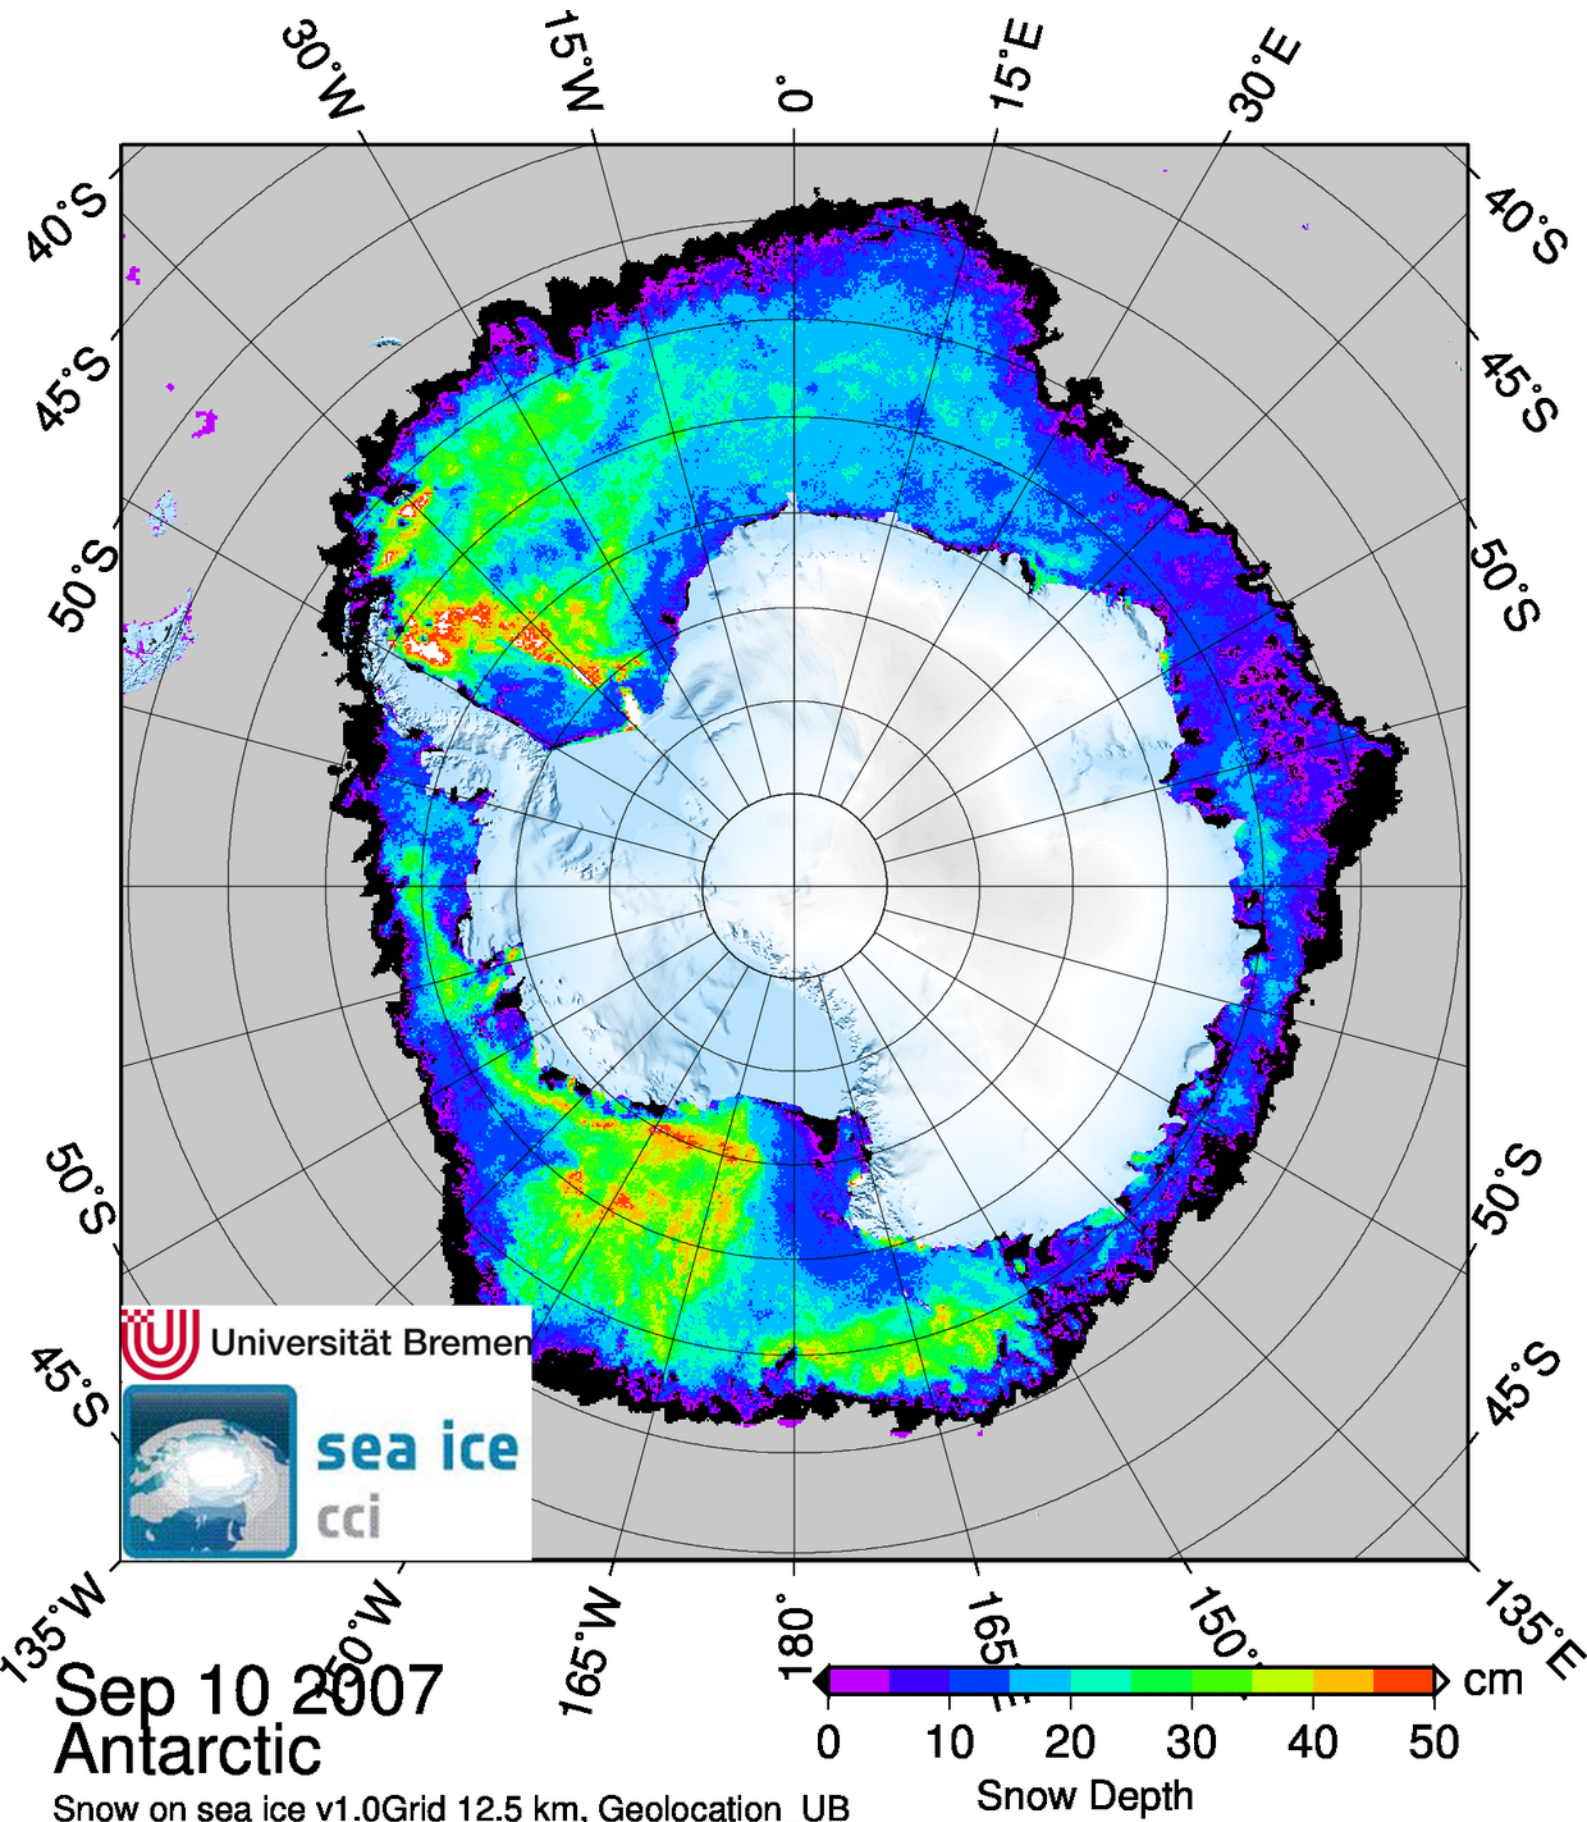 30°W 15°W 0° 15°E 30°E
40°S 40°S
45°S 45°S
50°S 50°S
50°S 50°S
45°S 45°S
Universität Bremen
sea ice
cci
135°W 165°W 180° 135°E
Sep 10 2007
Antarctic
cm
0 10 20 30 40 50
Snow Depth
Snow on sea ice v1.0Grid 12.5 km, Geolocation UB